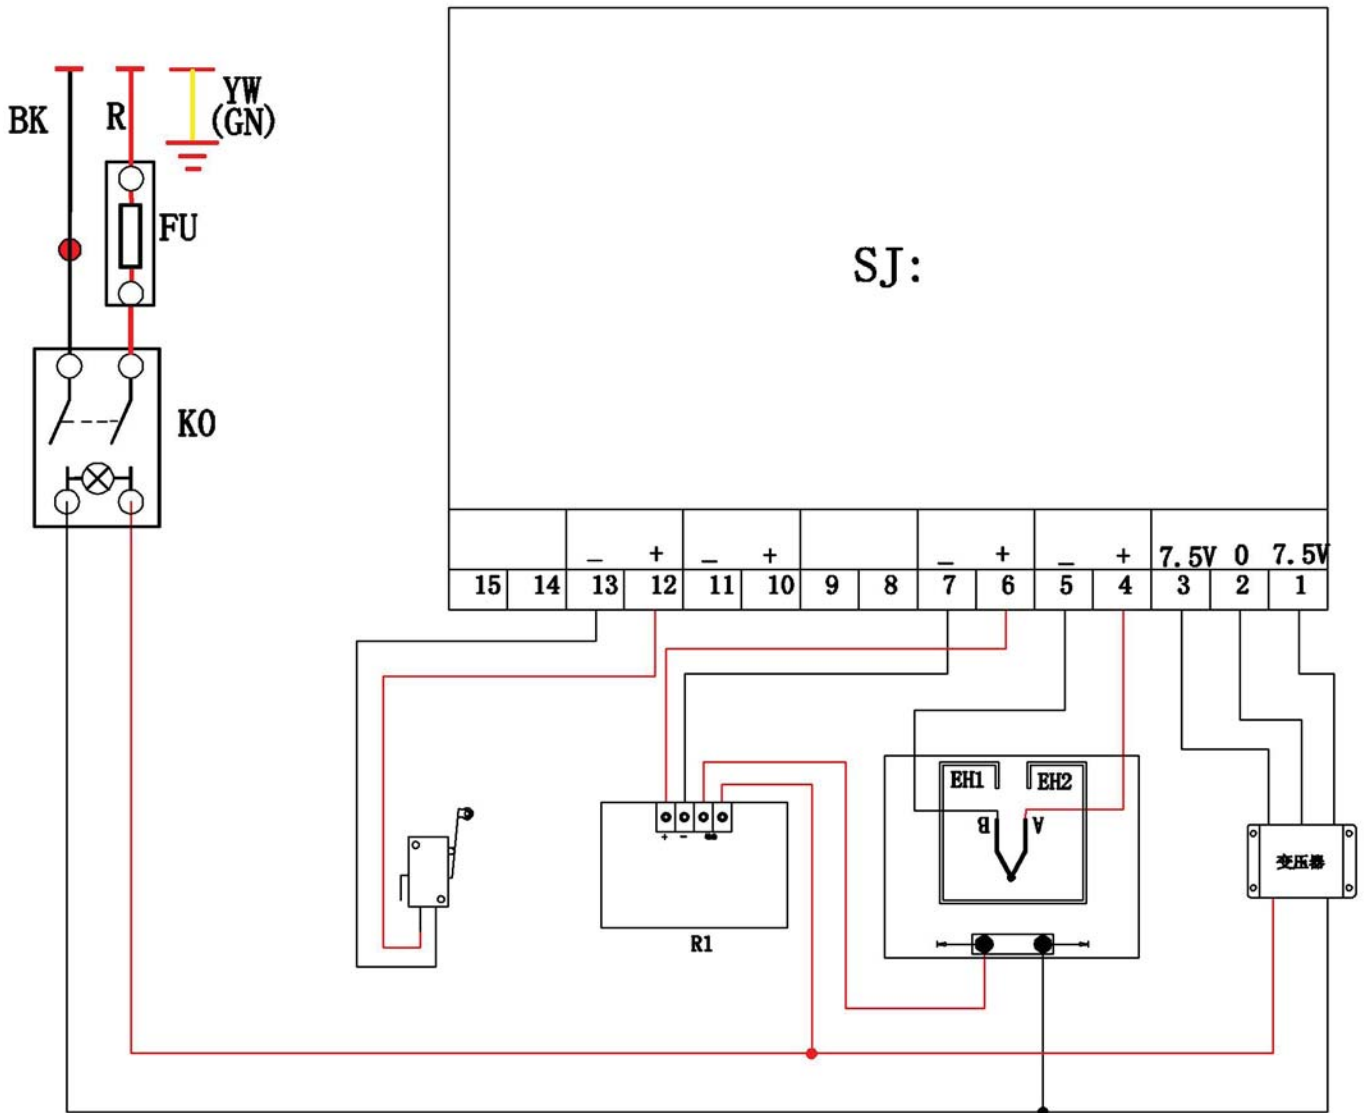 BK
R
YW
(GN)
FU
K0
SJ:
− + − + − + − + 7.5V 0 7.5V
15 14 13 12 11 10 9 8 7 6 5 4 3 2 1
EH1 EH2
B A
变压器
+ −
R1